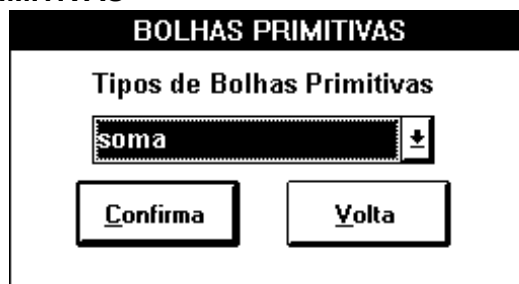 BOLHAS PRIMITIVAS
Tipos de Bolhas Primitivas
soma
Confirma Volta